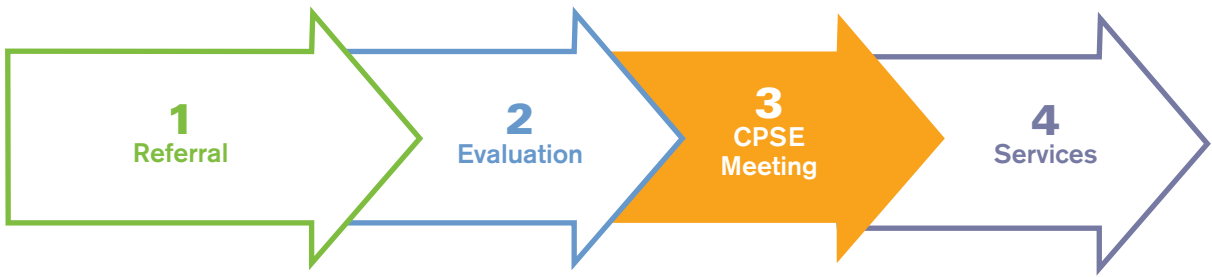 1
Referral
2
Evaluation
3
CPSE
Meeting
4
Services